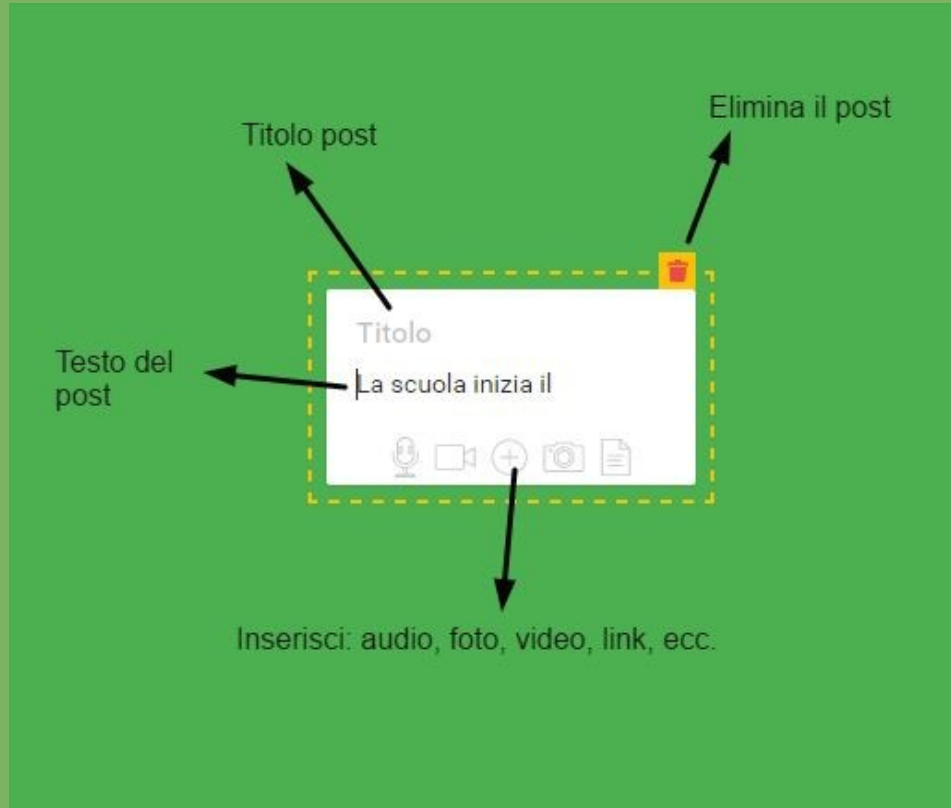 Elimina il post
Titolo post
Titolo
Testo del
post
La scuola inizia il
Inserisci: audio, foto, video, link, ecc.